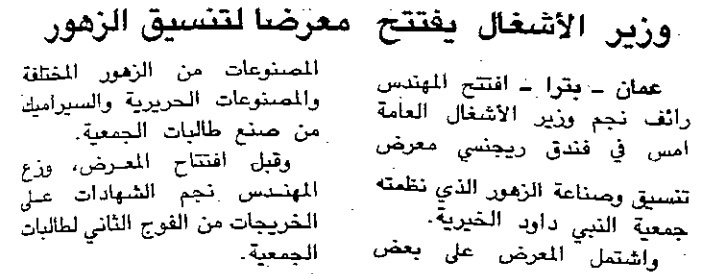 وزير الأشغال يفتتح معرضا لتنسيق الزهور
عمان - بترا - افتتح المهندس
رائف نجم وزير الأشغال العامة
امس في فندق ريجنسي معرض
تنسيق وصناعة الزهور الذي نظمته
جمعية النبي داود الخيرية.
واشتمل المعرض على بعض
المصنوعات من الزهور المختلفة
والمصنوعات الحريرية والسيراميك
من صنع طالبات الجمعية.
وقبل افتتاح المعرض، وزع
المهندس نجم الشهادات على
الخريجات من الفوج الثاني لطالبات
الجمعية.